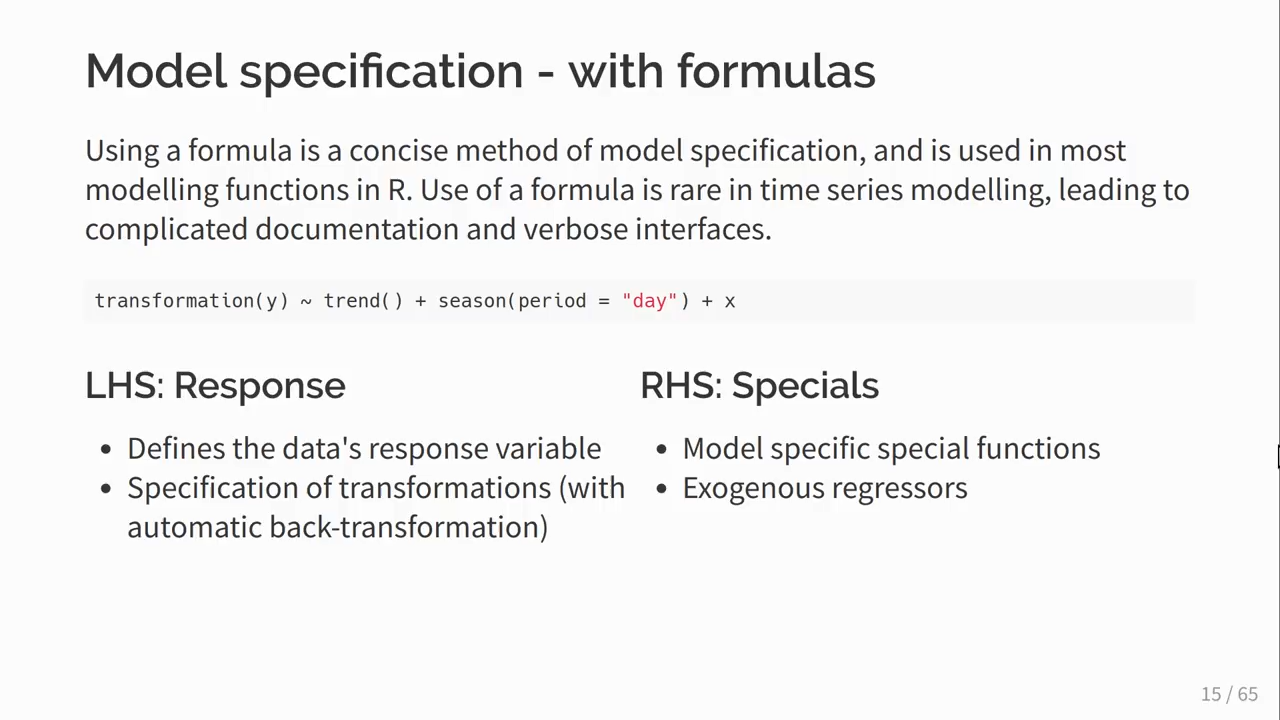 Model specification - with formulas
Using a formula is a concise method of model specification, and is used in most
modelling functions in R. Use of a formula is rare in time series modelling, leading to
complicated documentation and verbose interfaces.
transformation(y) ~ trend() + season(period = "day") + x
LHS: Response
• Defines the data's response variable
• Specification of transformations (with
automatic back-transformation)
RHS: Specials
• Model specific special functions
• Exogenous regressors
15 / 65